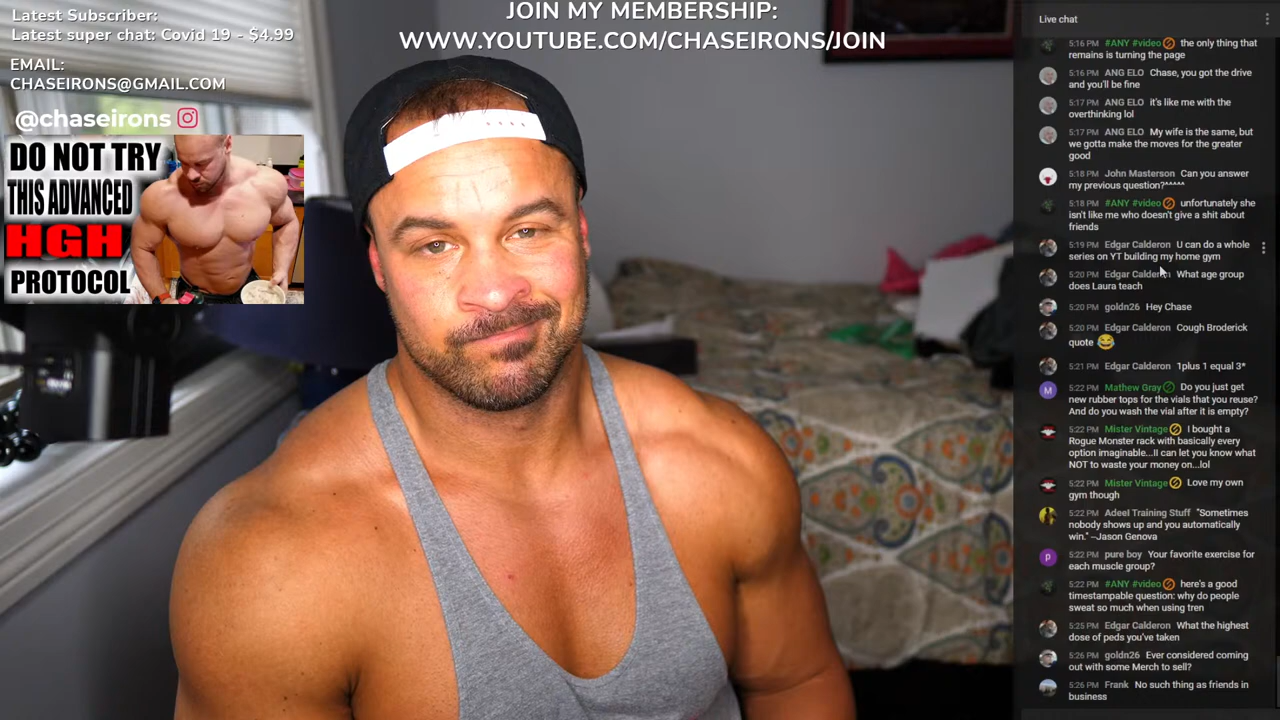 Latest Subscriber:
Latest super chat: Covid 19 - $4.99
EMAIL:
CHASEIRONS@GMAIL.COM
@chaseirons
DO NOT TRY
THIS ADVANCED
HGH
PROTOCOL
JOIN MY MEMBERSHIP:
WWW.YOUTUBE.COM/CHASEIRONS/JOIN
Live chat
5:16 PM #ANY #video the only thing that
remains is turning the page
5:16 PM ANG ELO Chase, you got the drive
and you'll be fine
5:17 PM ANG ELO it's like me with the
overthinking lol
5:17 PM ANG ELO My wife is the same, but
we gotta make the moves for the greater
good
5:18 PM John Masterson Can you answer
my previous question?^^^^^
5:18 PM #ANY #video unfortunately she
isn't like me who doesn't give a shit about
friends
5:19 PM Edgar Calderon U can do a whole
series on YT building my home gym
5:20 PM Edgar Calderon What age group
does Laura teach
5:20 PM goldn26 Hey Chase
5:20 PM Edgar Calderon Cough Broderick
quote 😂
5:21 PM Edgar Calderon 1plus 1 equal 3*
M
5:22 PM Mathew Gray Do you just get
new rubber tops for the vials that you reuse?
And do you wash the vial after it is empty?
5:22 PM Mister Vintage I bought a
Rogue Monster rack with basically every
option imaginable...II can let you know what
NOT to waste your money on...lol
5:22 PM Mister Vintage Love my own
gym though
5:22 PM Adeel Training Stuff "Sometimes
nobody shows up and you automatically
win." --Jason Genova
p
5:22 PM pure boy Your favorite exercise for
each muscle group?
5:22 PM #ANY #video here's a good
timestampable question: why do people
sweat so much when using tren
5:25 PM Edgar Calderon What the highest
dose of peds you've taken
5:26 PM goldn26 Ever considered coming
out with some Merch to sell?
5:26 PM Frank No such thing as friends in
business